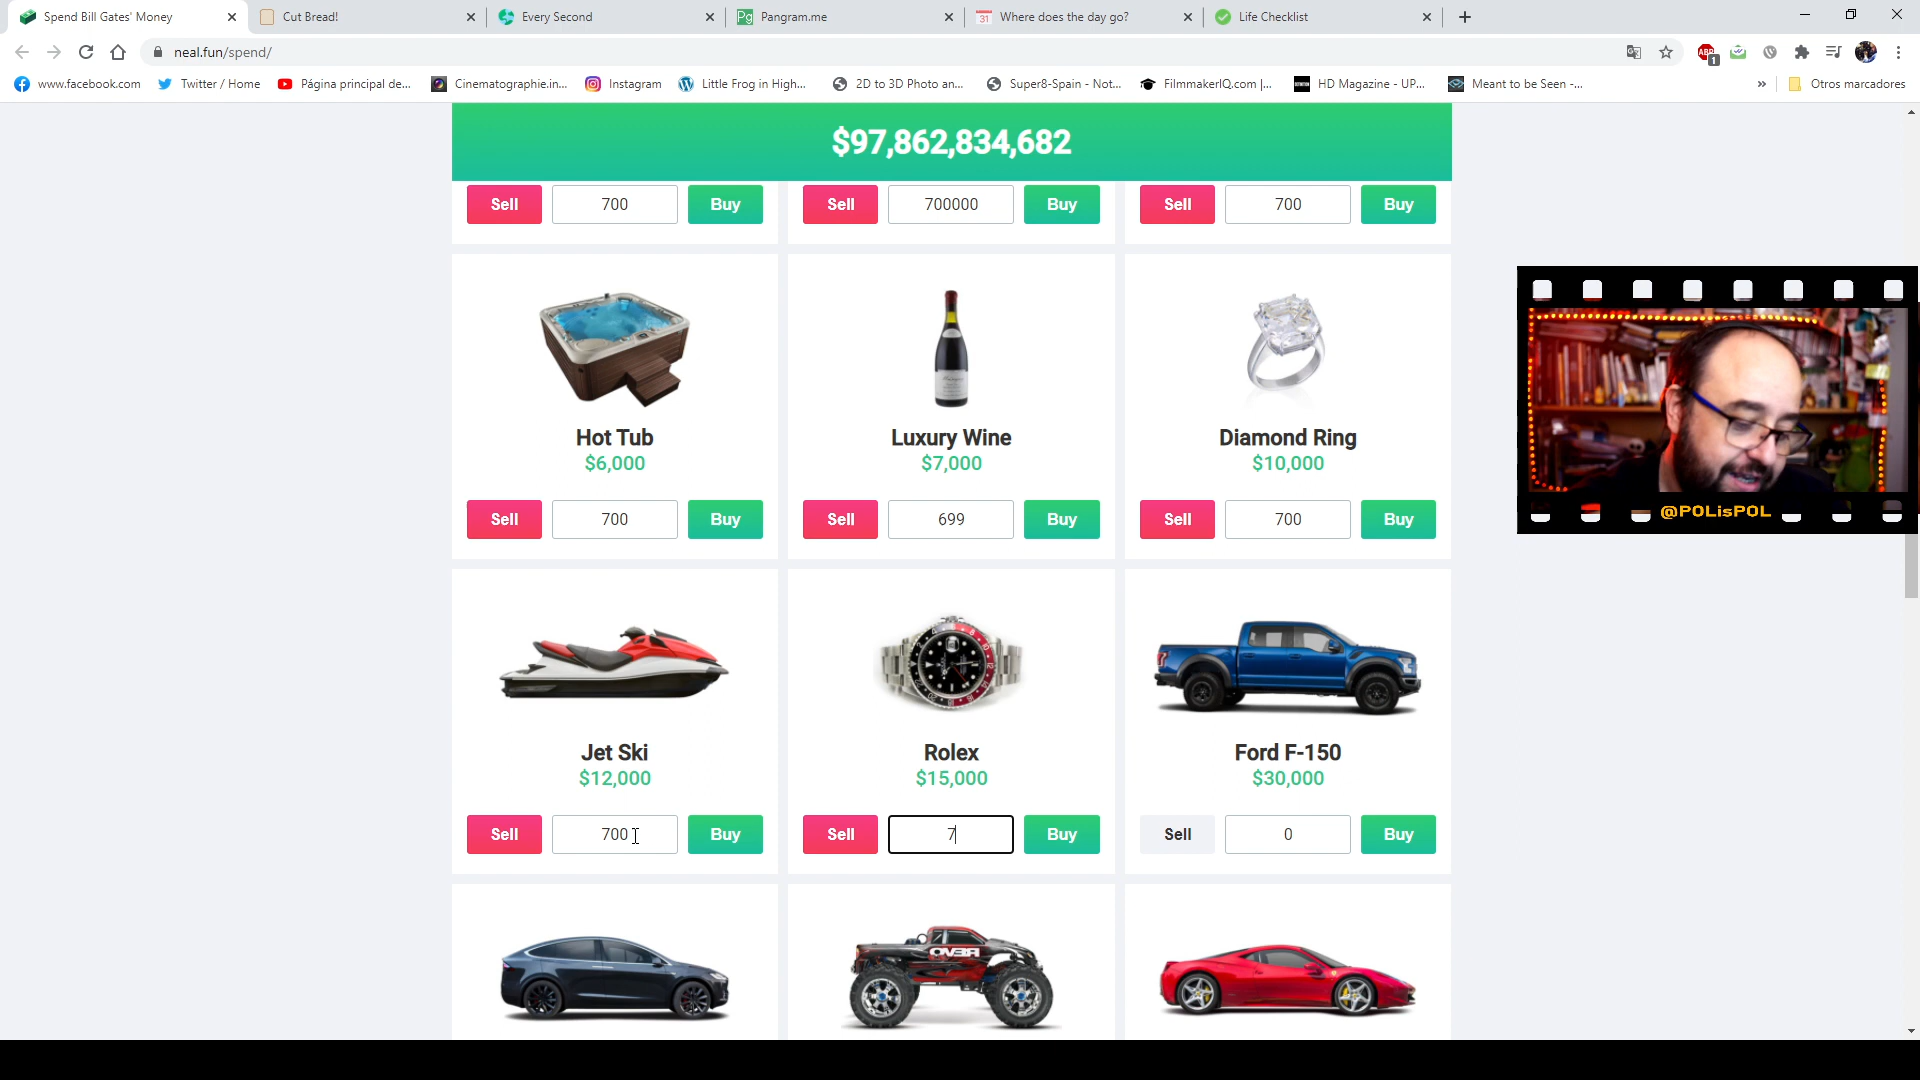 Spend Bill Gates' Money
Cut Bread!
Every Second
Pg Pangram.me
31 Where does the day go?
Life Checklist
neal.fun/spend/
ABP 1
www.facebook.com
Twitter / Home
Página principal de...
Cinematographie.in...
Instagram
Little Frog in High...
2D to 3D Photo an...
Super8-Spain - Not...
FilmmakerIQ.com |...
HD Magazine - UP...
Meant to be Seen -...
»
Otros marcadores
$97,862,834,682
Sell 700 Buy
Sell 700000 Buy
Sell 700 Buy
Hot Tub
$6,000
Sell 700 Buy
Luxury Wine
$7,000
Sell 699 Buy
Diamond Ring
$10,000
Sell 700 Buy
Jet Ski
$12,000
Sell 700 Buy
Rolex
$15,000
Sell 7 Buy
Ford F-150
$30,000
Sell 0 Buy
@POLisPOL